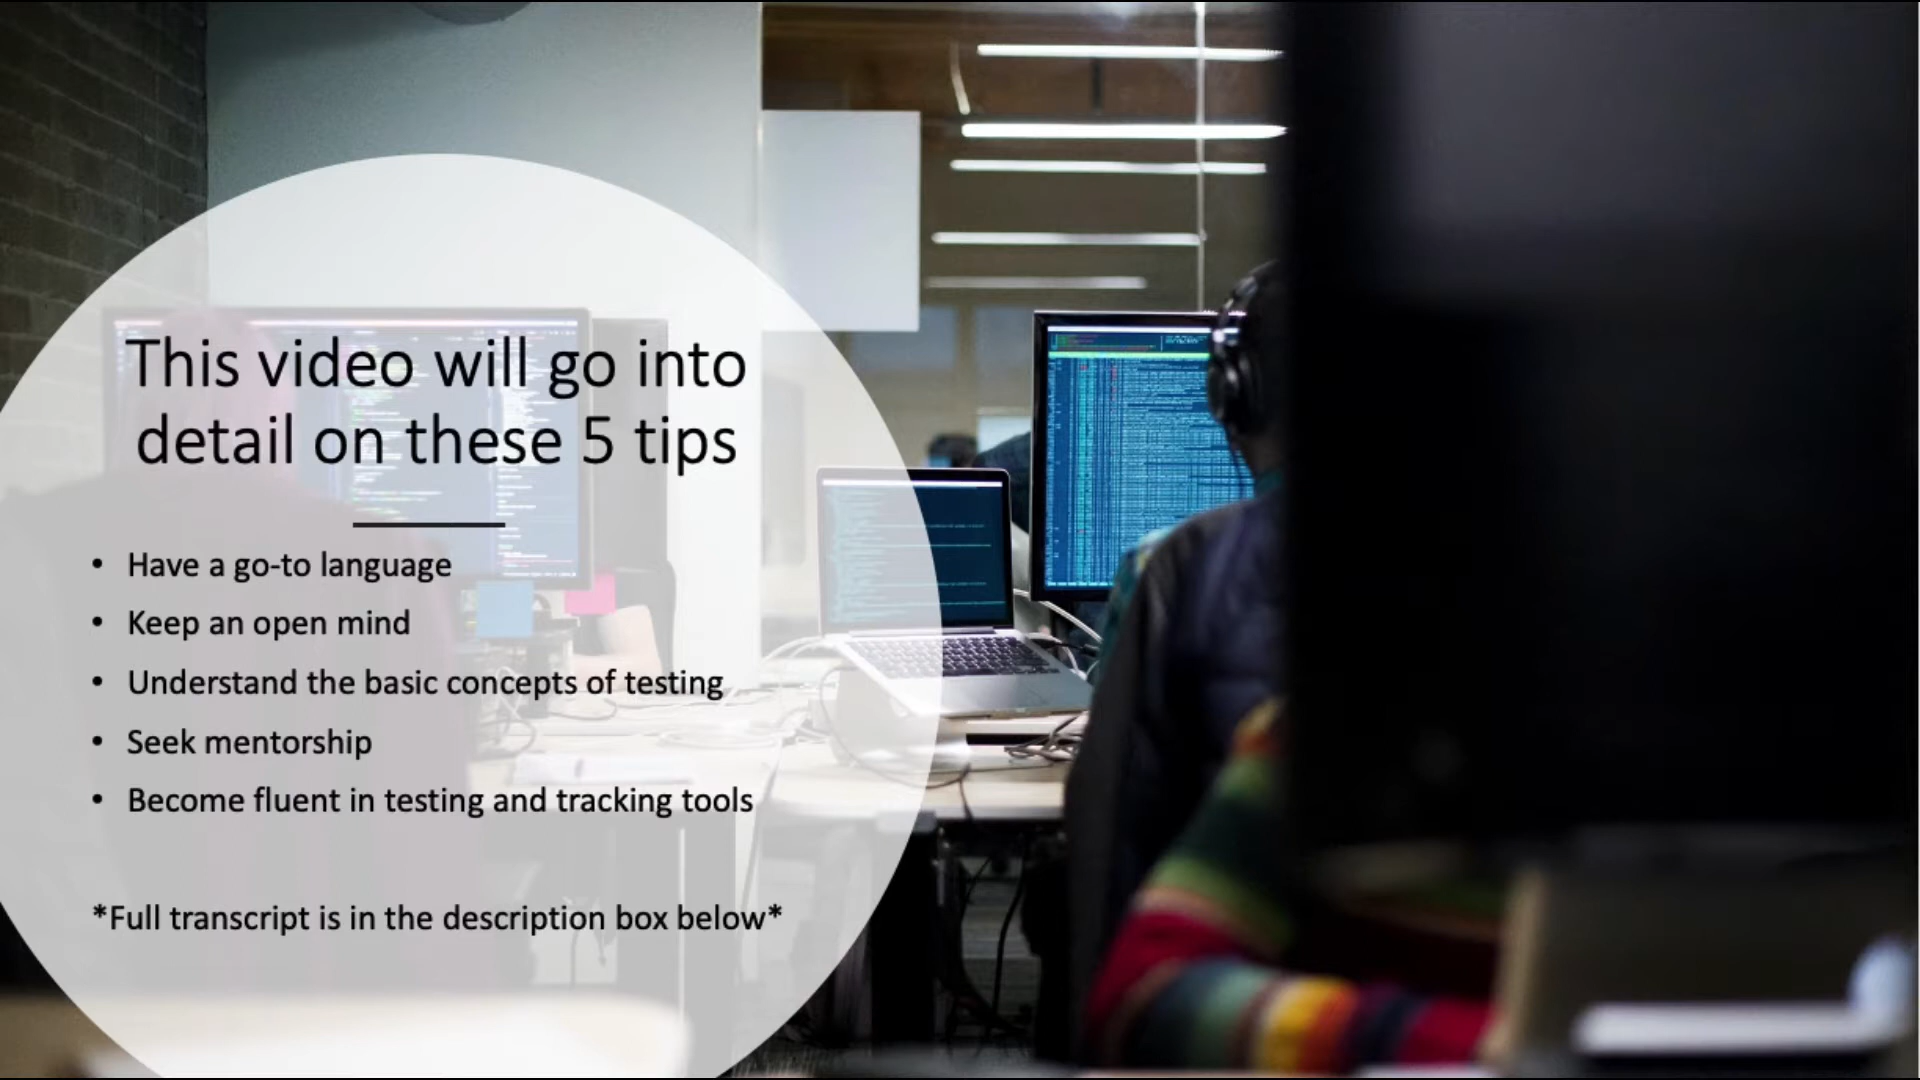 This video will go into
detail on these 5 tips
• Have a go-to language
• Keep an open mind
• Understand the basic concepts of testing
• Seek mentorship
• Become fluent in testing and tracking tools
*Full transcript is in the description box below*